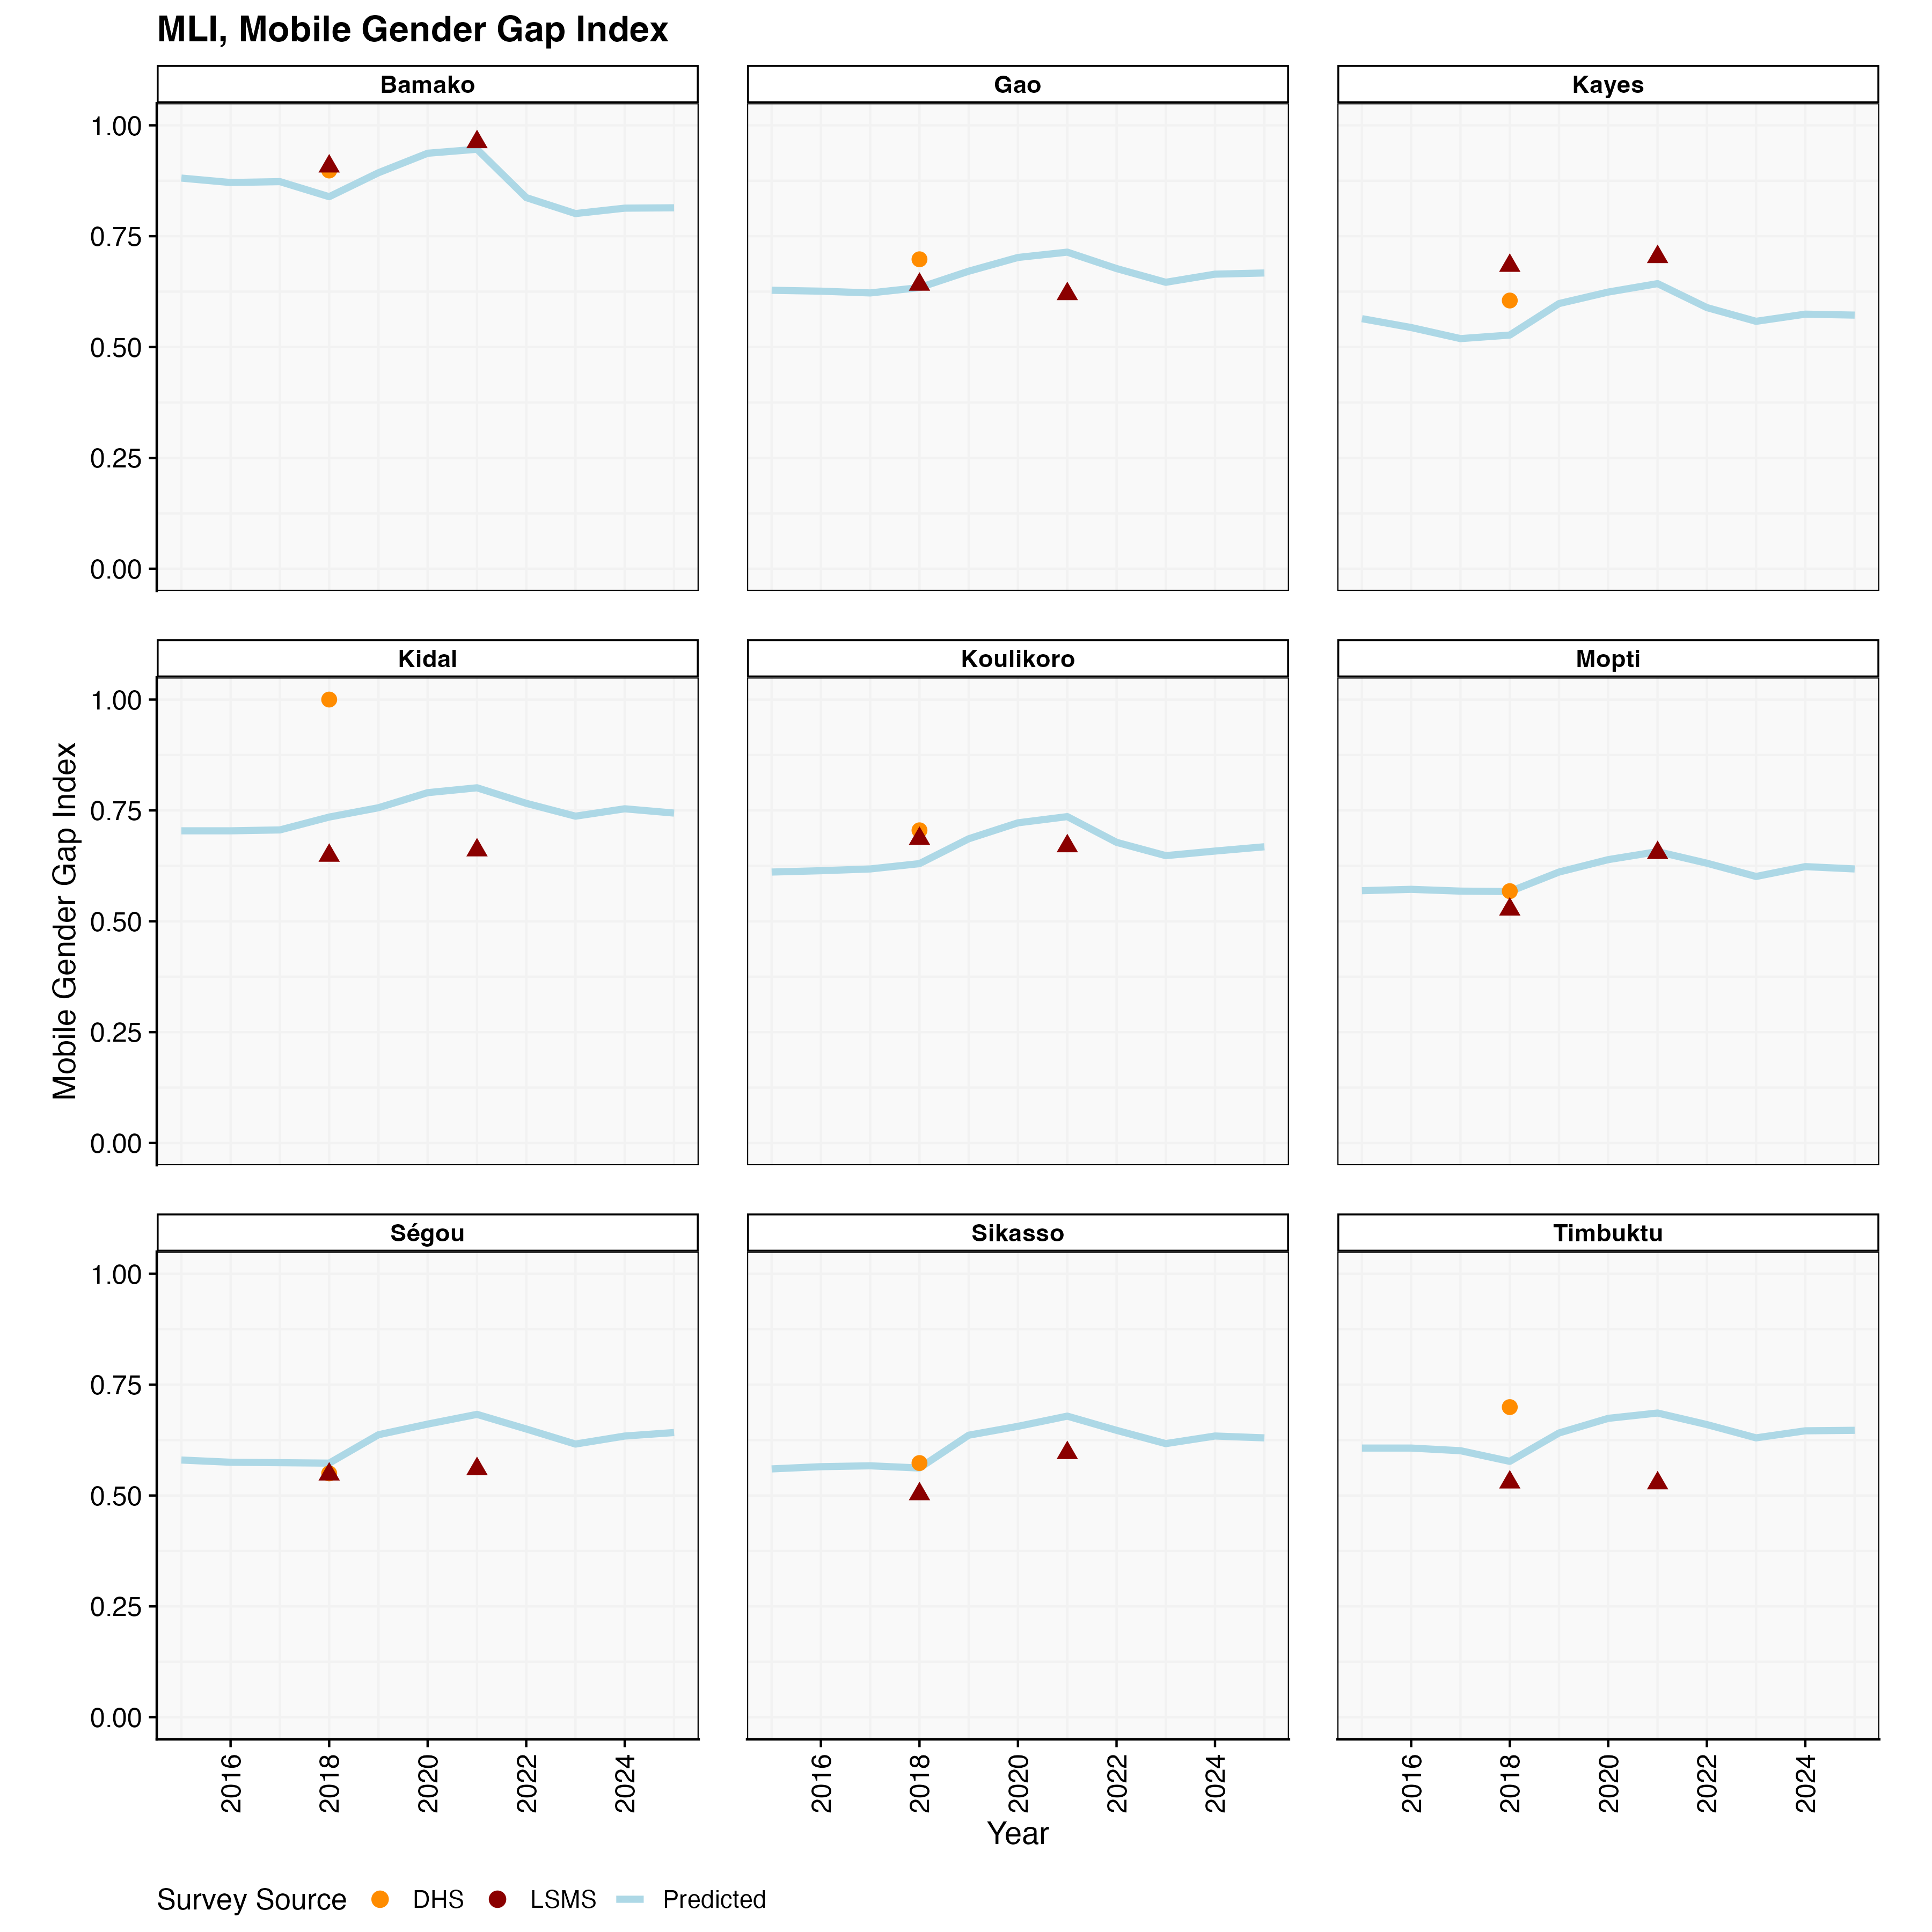 MLI, Mobile Gender Gap Index
Bamako
Gao
Kayes
1.00
0.75
0.50
0.25
0.00
Kidal
Koulikoro
Mopti
1.00
0.75
0.50
0.25
0.00
Mobile Gender Gap Index
Ségou
Sikasso
Timbuktu
1.00
0.75
0.50
0.25
0.00
2016 2018 2020 2022 2024
2016 2018 2020 2022 2024
2016 2018 2020 2022 2024
Year
Survey Source DHS LSMS Predicted